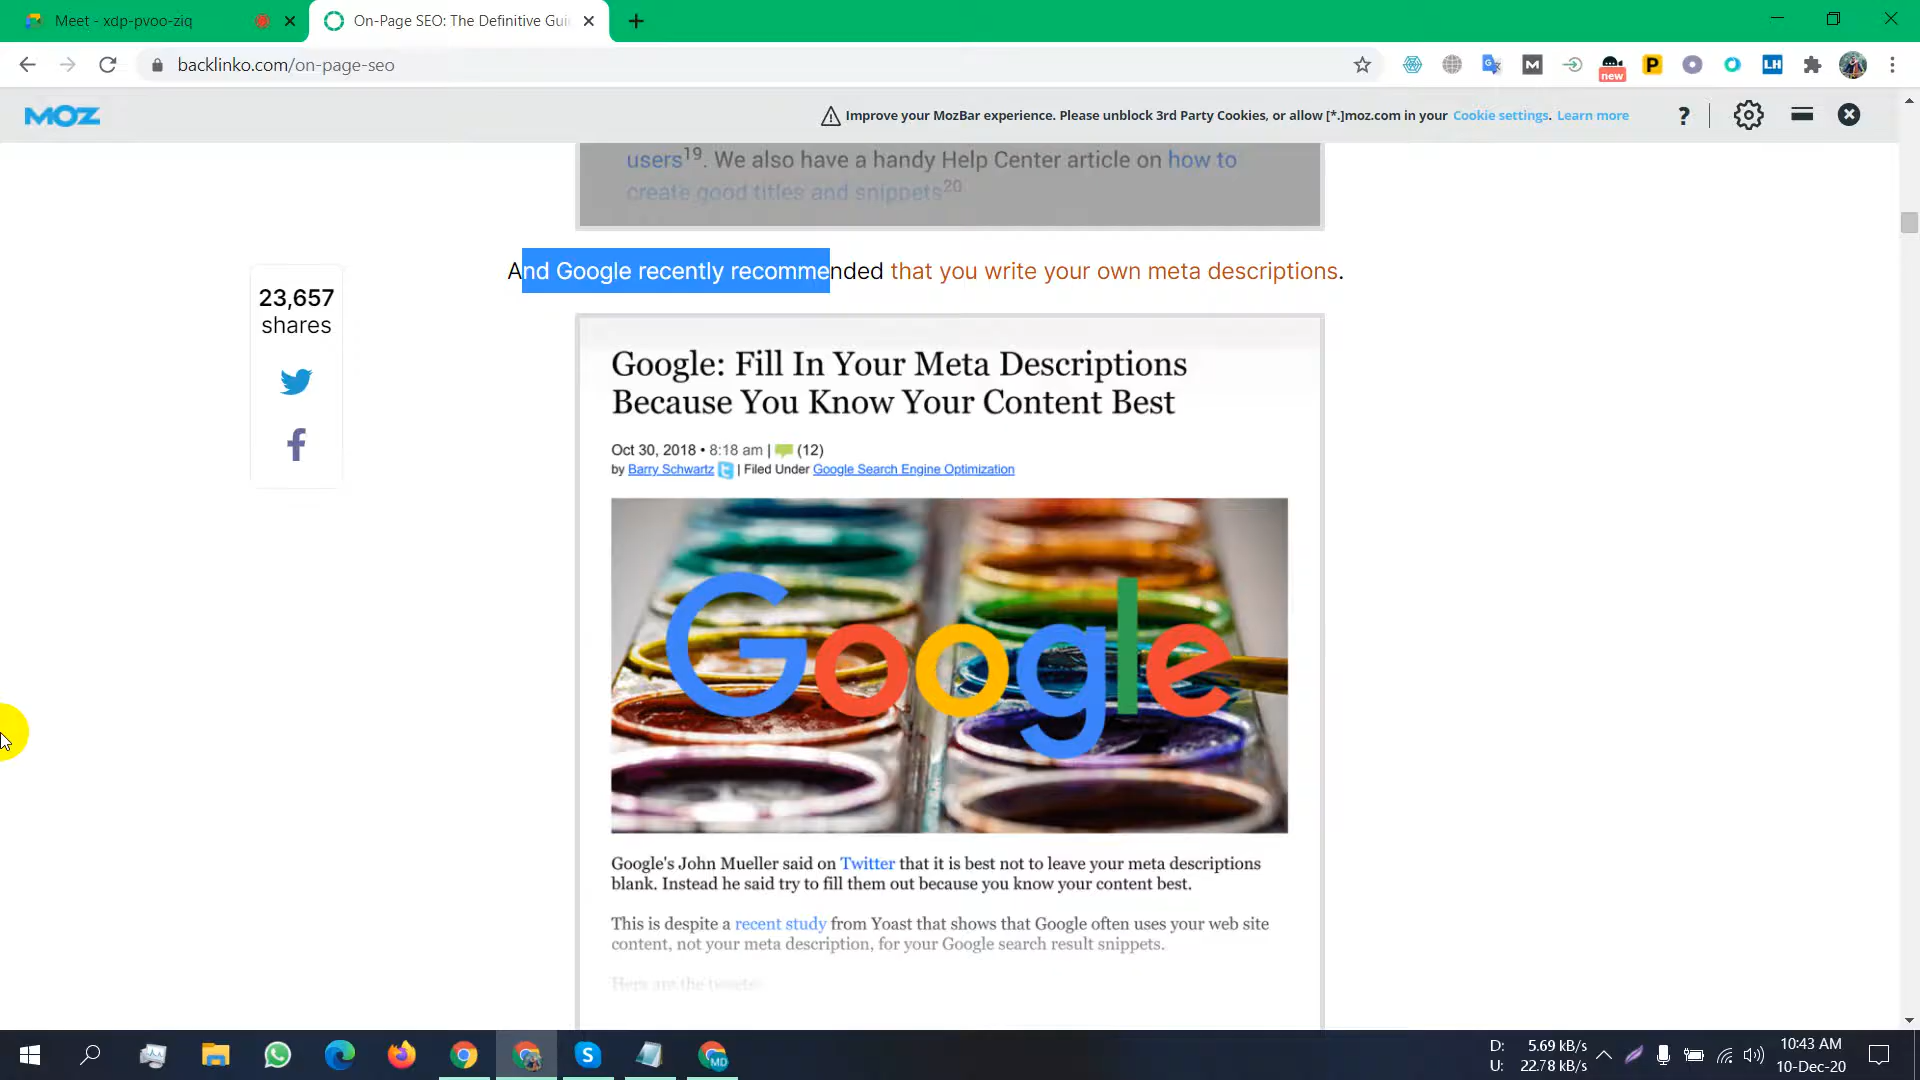 Meet - xdp-pvoo-ziq
On-Page SEO: The Definitive Gui
backlinko.com/on-page-seo
new
MOZ
Improve your MozBar experience. Please unblock 3rd Party Cookies, or allow [*.]moz.com in your Cookie settings. Learn more
?
users19. We also have a handy Help Center article on how to
create good titles and snippets20.
And Google recently recommended that you write your own meta descriptions.
23,657
shares
Google: Fill In Your Meta Descriptions
Because You Know Your Content Best
Oct 30, 2018 • 8:18 am | (12)
by Barry Schwartz | Filed Under Google Search Engine Optimization
Google
Google's John Mueller said on Twitter that it is best not to leave your meta descriptions
blank. Instead he said try to fill them out because you know your content best.
This is despite a recent study from Yoast that shows that Google often uses your web site
content, not your meta description, for your Google search result snippets.
Here are the tweets:
D: 5.69 kB/s
U: 22.78 kB/s
10:43 AM
10-Dec-20